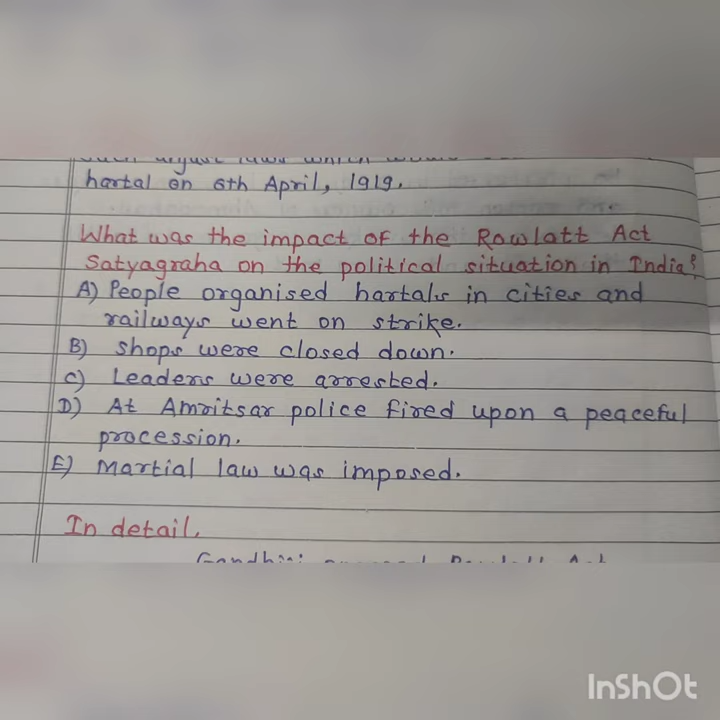 hartal on 6th April, 1919.
What was the impact of the Rowlatt Act
Satyagraha on the political situation in India?
A) People organised hartals in cities and
railways went on strike.
B) Shops were closed down.
C) Leaders were arrested.
D) At Amritsar police fired upon a peaceful
procession.
E) Martial law was imposed.
In detail.
InShOt